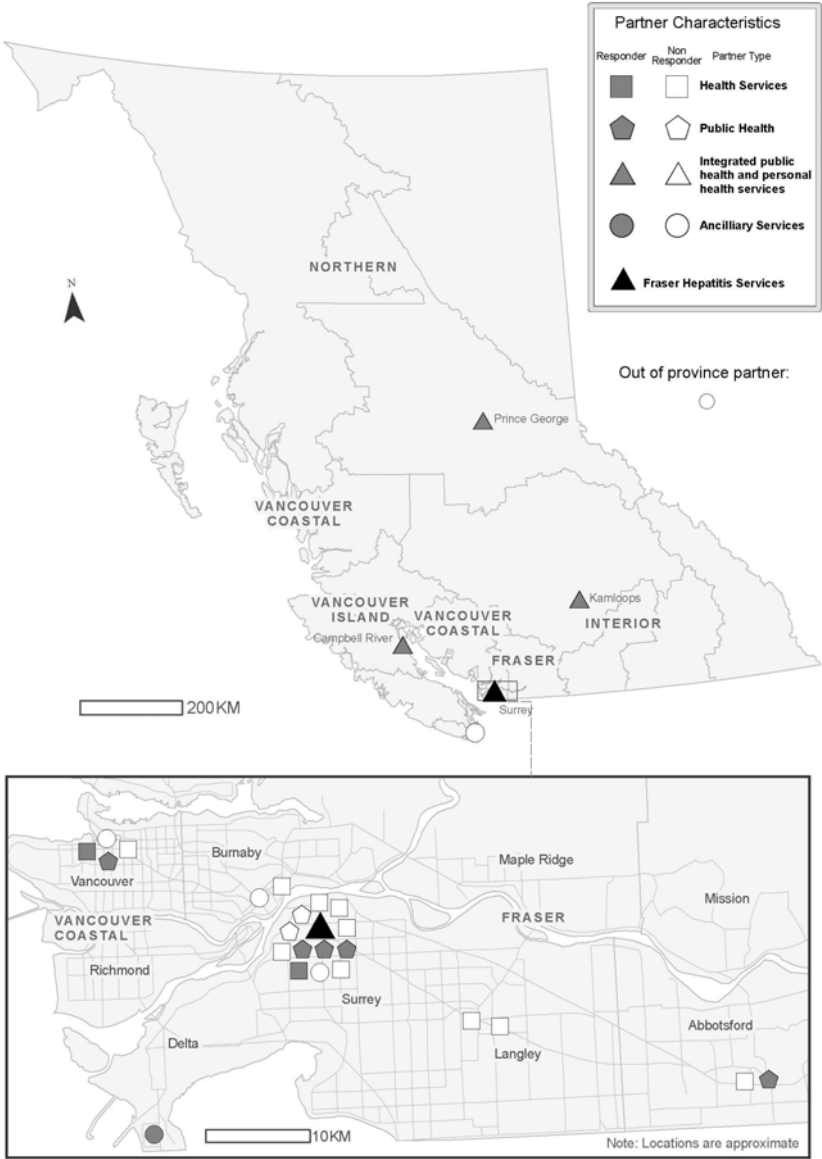 Partner Characteristics
Responder
Non
Responder
Partner Type
Health Services
Public Health
Integrated public
health and personal
health services
Ancilliary Services
Fraser Hepatitis Services
N
NORTHERN
Out of province partner:
Prince George
VANCOUVER
COASTAL
Kamloops
VANCOUVER
ISLAND
VANCOUVER
COASTAL
INTERIOR
Campbell River
FRASER
Surrey
200KM
Burnaby
Maple Ridge
Vancouver
Mission
VANCOUVER
COASTAL
FRASER
Richmond
Surrey
Abbotsford
Delta
Langley
10KM
Note: Locations are approximate